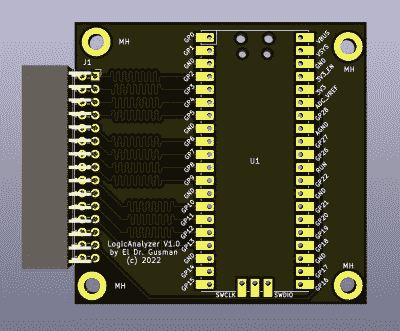 MH
MH
J1
GP0
GP1
GND
GP2
GP3
GP4
GP5
GND
GP6
GP7
GP8
GP9
GND
GP10
GP11
GP12
GP13
GND
GP14
GP15
VBUS
VSYS
GND
3V3_EN
3V3
ADC_VREF
GP28
AGND
GP27
GP26
RUN
GP22
GND
GP21
GP20
GP19
GP18
GND
GP17
GP16
U1
LogicAnalyzer V1.0
by El Dr. Gusman
(c) 2022
MH
MH
SWCLK
SWDIO